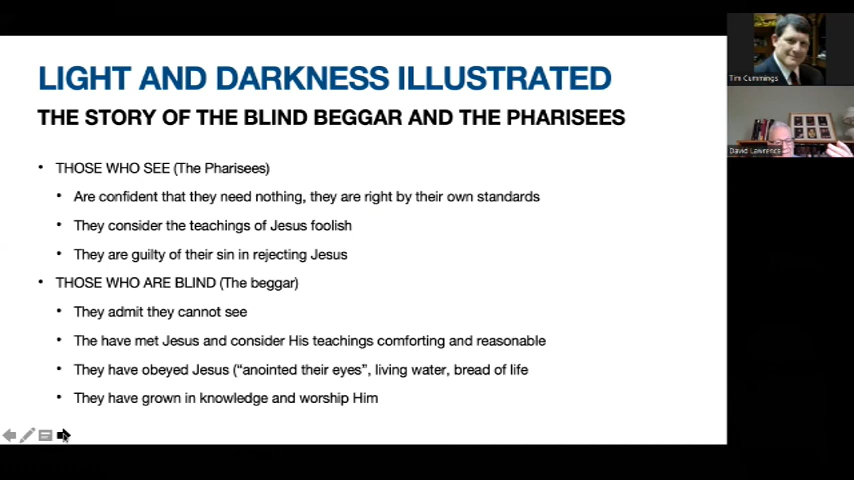 LIGHT AND DARKNESS ILLUSTRATED
THE STORY OF THE BLIND BEGGAR AND THE PHARISEES
• THOSE WHO SEE (The Pharisees)
• Are confident that they need nothing, they are right by their own standards
• They consider the teachings of Jesus foolish
• They are guilty of their sin in rejecting Jesus
• THOSE WHO ARE BLIND (The beggar)
• They admit they cannot see
• The have met Jesus and consider His teachings comforting and reasonable
• They have obeyed Jesus (“anointed their eyes”, living water, bread of life
• They have grown in knowledge and worship Him
Tim Cummings
David Lawrence